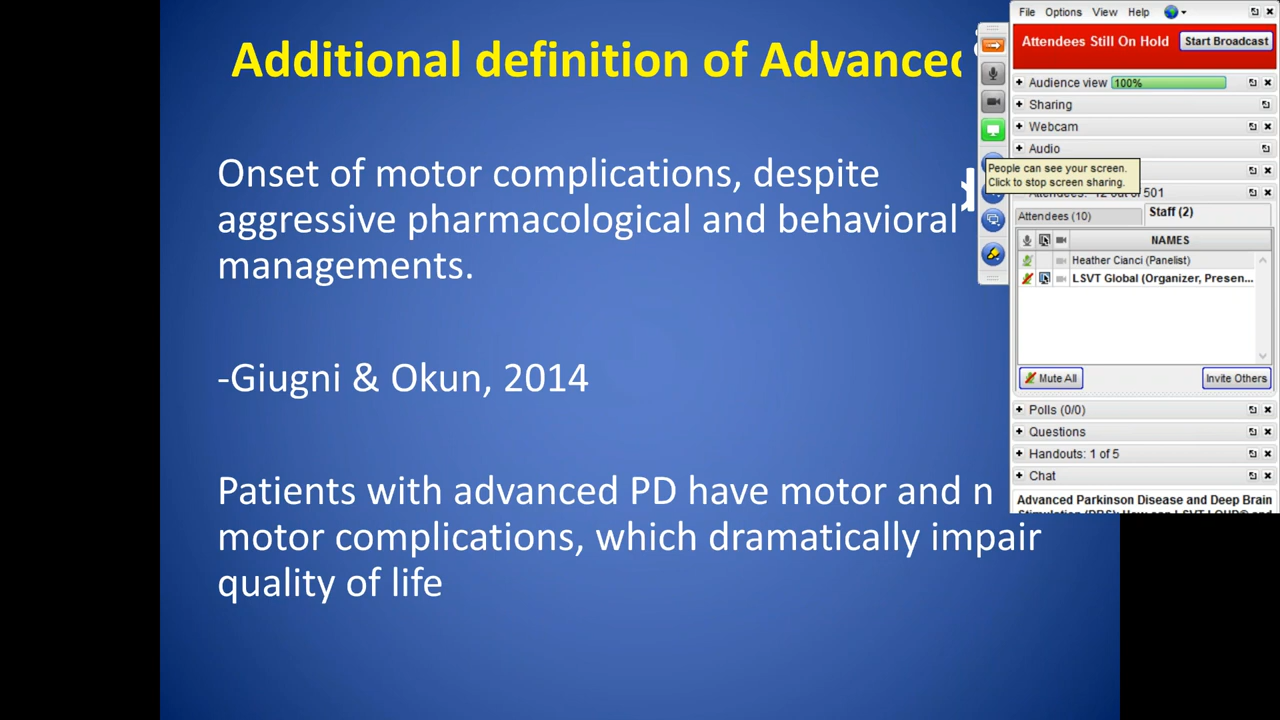 Additional definition of Advanced
Onset of motor complications, despite
aggressive pharmacological and behavioral
managements.
-Giugni & Okun, 2014
Patients with advanced PD have motor and n
motor complications, which dramatically impair
quality of life
File Options View Help
Attendees Still On Hold Start Broadcast
Audience view 100%
Sharing
Webcam
Audio
People can see your screen.
Click to stop screen sharing.
501
Attendees (10) Staff (2)
NAMES
Heather Cianci (Panelist)
LSVT Global (Organizer, Presen...
Mute All Invite Others
Polls (0/0)
Questions
Handouts: 1 of 5
Chat
Advanced Parkinson Disease and Deep Brain